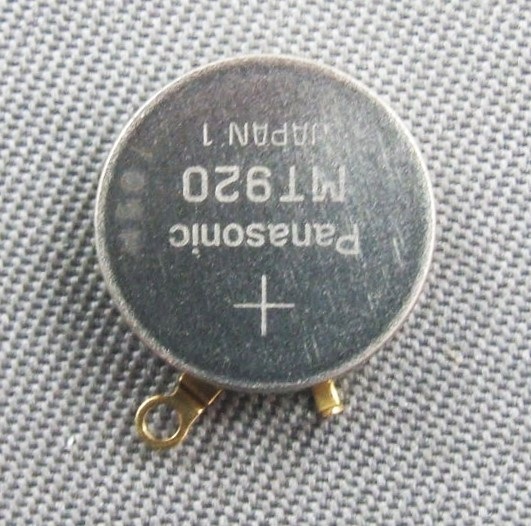 +
Panasonic
MT920
JAPAN 1